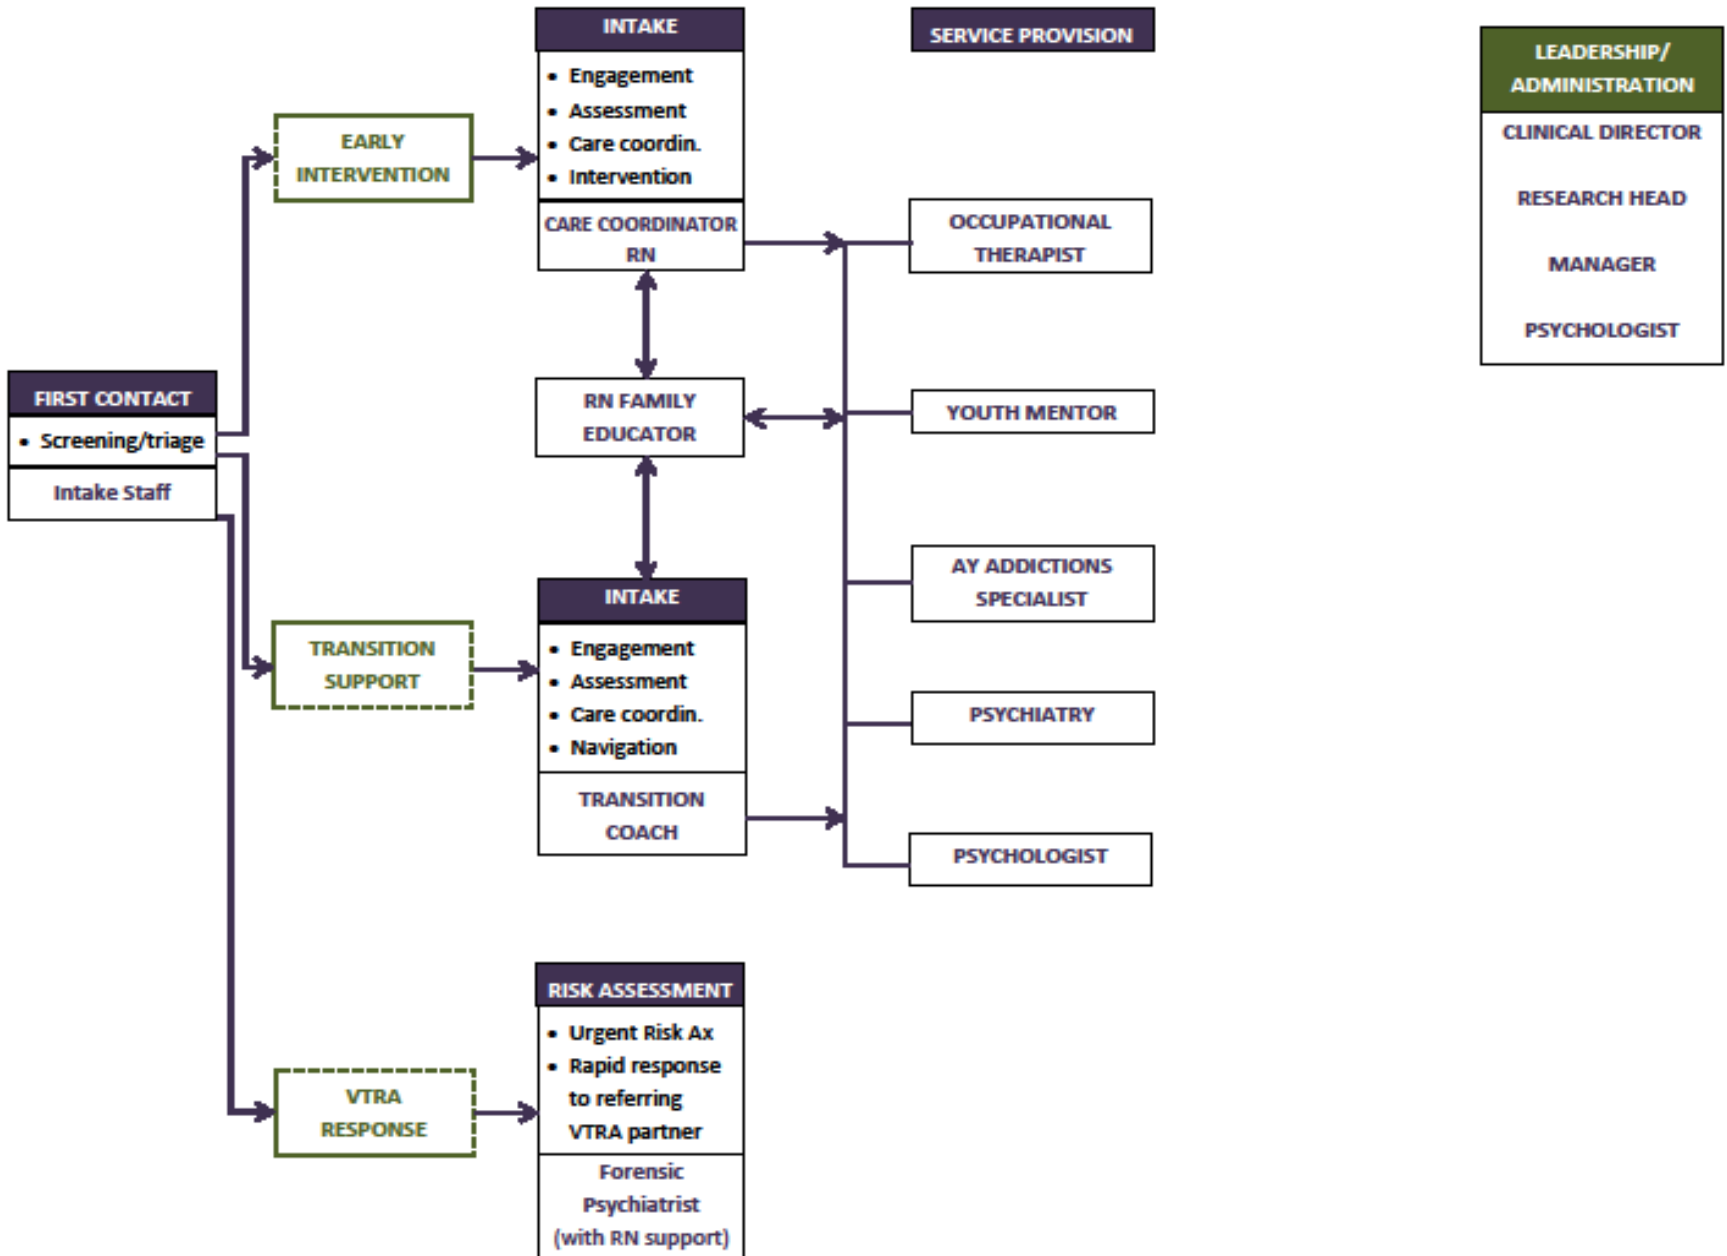 FIRST CONTACT
• Screening/triage
Intake Staff
EARLY
INTERVENTION
TRANSITION
SUPPORT
VTRA
RESPONSE
INTAKE
• Engagement
• Assessment
• Care coordin.
• Intervention
CARE COORDINATOR
RN
RN FAMILY
EDUCATOR
INTAKE
• Engagement
• Assessment
• Care coordin.
• Navigation
TRANSITION
COACH
RISK ASSESSMENT
• Urgent Risk Ax
• Rapid response
to referring
VTRA partner
Forensic
Psychiatrist
(with RN support)
SERVICE PROVISION
OCCUPATIONAL
THERAPIST
YOUTH MENTOR
AY ADDICTIONS
SPECIALIST
PSYCHIATRY
PSYCHOLOGIST
LEADERSHIP/
ADMINISTRATION
CLINICAL DIRECTOR
RESEARCH HEAD
MANAGER
PSYCHOLOGIST